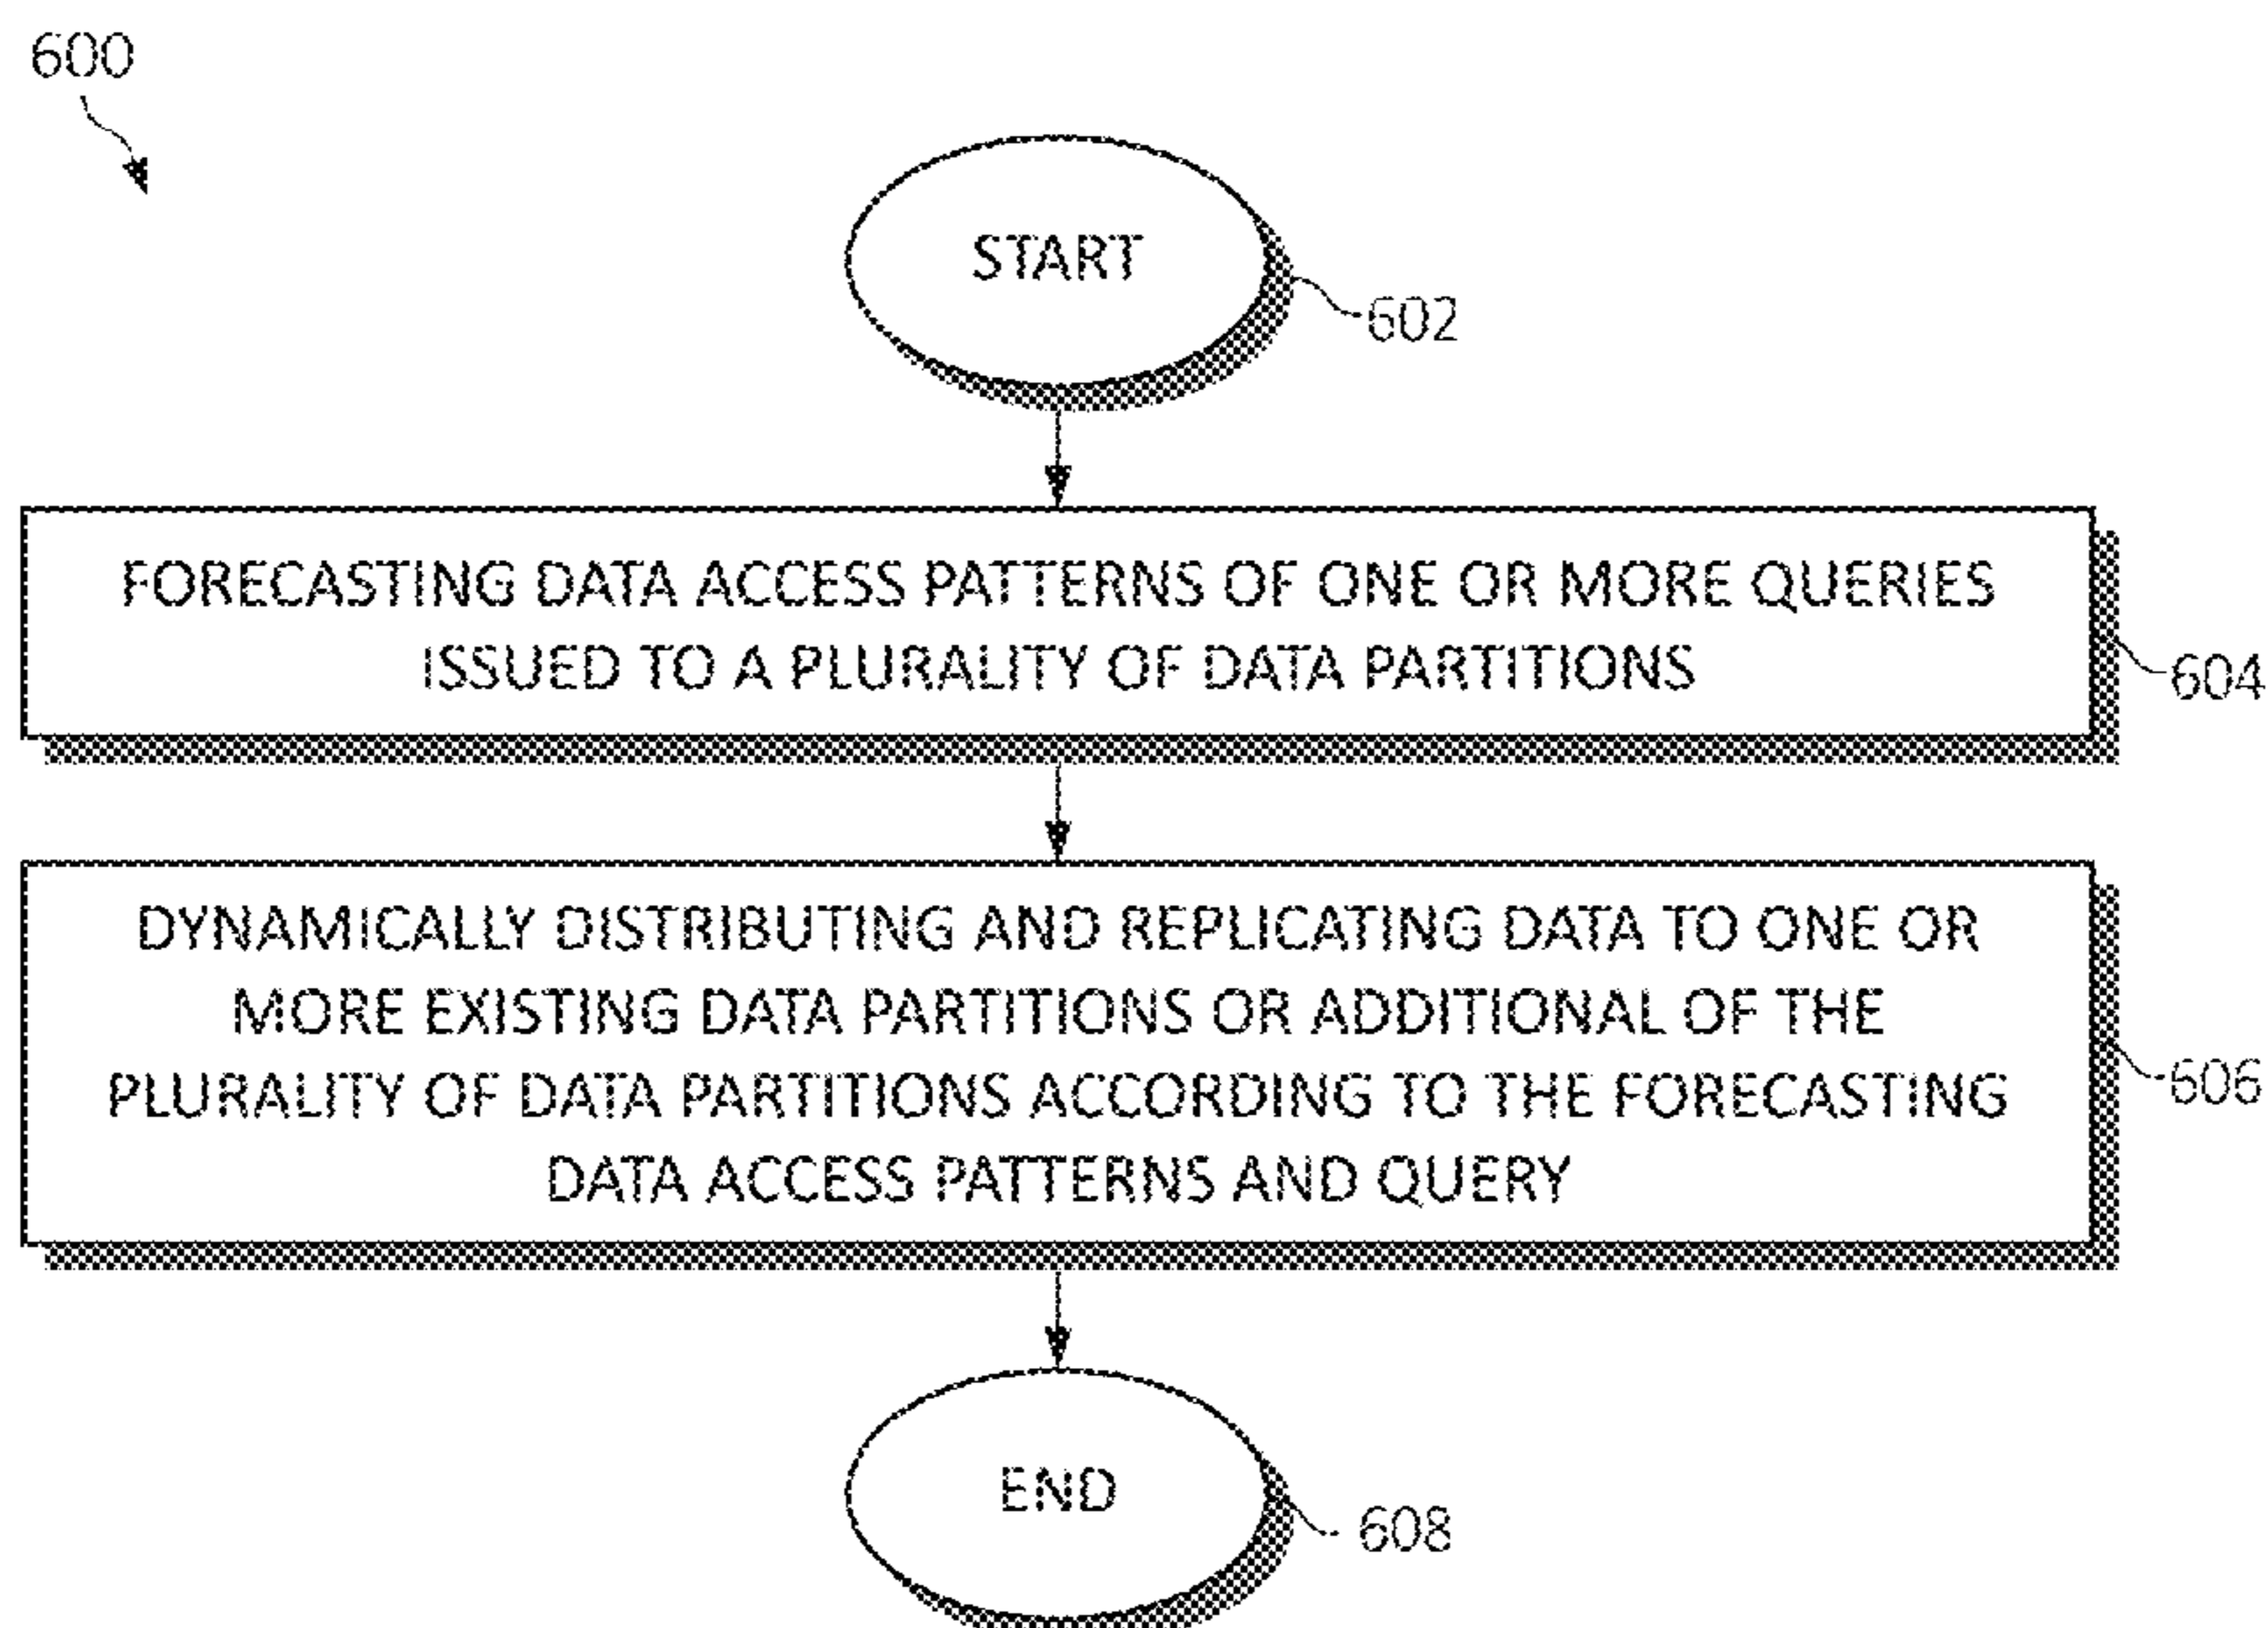 600
START
602
FORECASTING DATA ACCESS PATTERNS OF ONE OR MORE QUERIES
ISSUED TO A PLURALITY OF DATA PARTITIONS
604
DYNAMICALLY DISTRIBUTING AND REPLICATING DATA TO ONE OR
MORE EXISTING DATA PARTITIONS OR ADDITIONAL OF THE
PLURALITY OF DATA PARTITIONS ACCORDING TO THE FORECASTING
DATA ACCESS PATTERNS AND QUERY
606
END
608